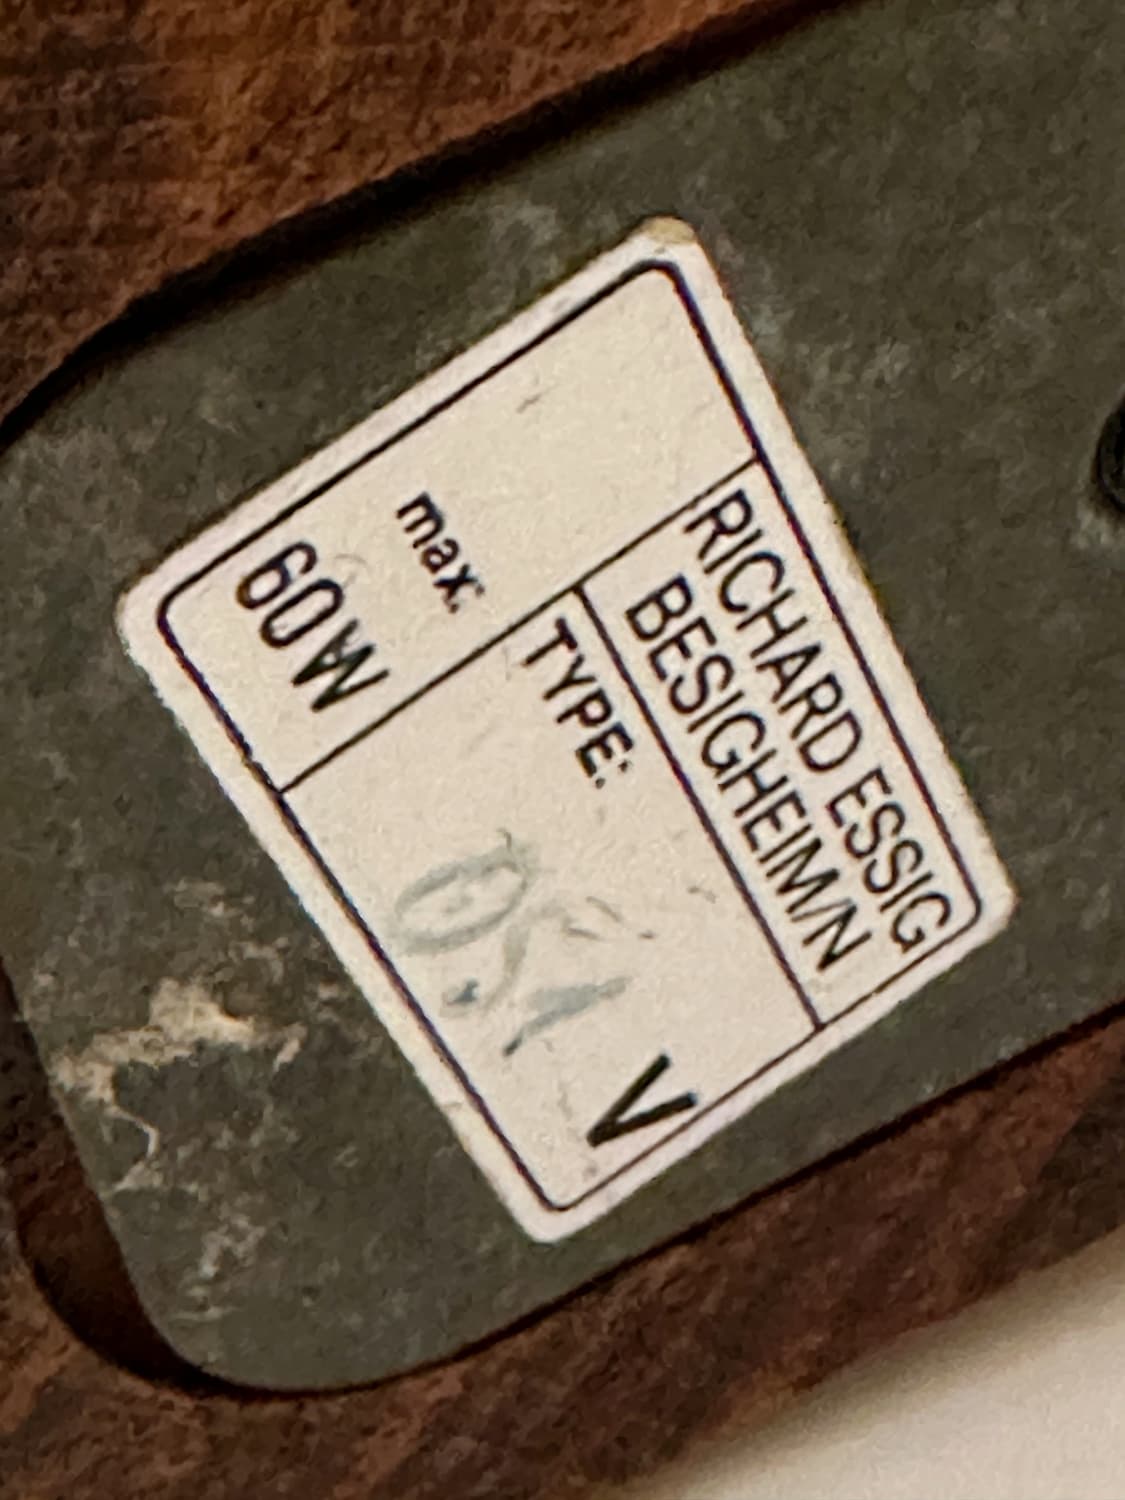 RICHARD ESSIG
BESIGHEIM/N
TYPE:
V
max:
60W